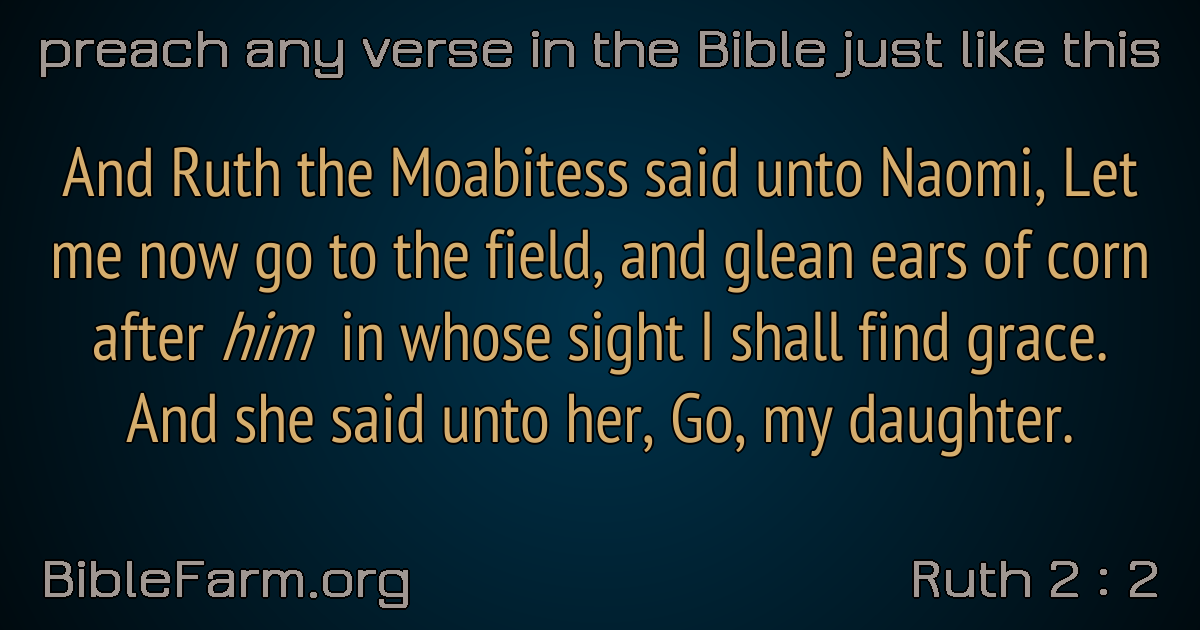 preach any verse in the Bible just like this
And Ruth the Moabitess said unto Naomi, Let
me now go to the field, and glean ears of corn
after him in whose sight I shall find grace.
And she said unto her, Go, my daughter.
BibleFarm.org
Ruth 2 : 2